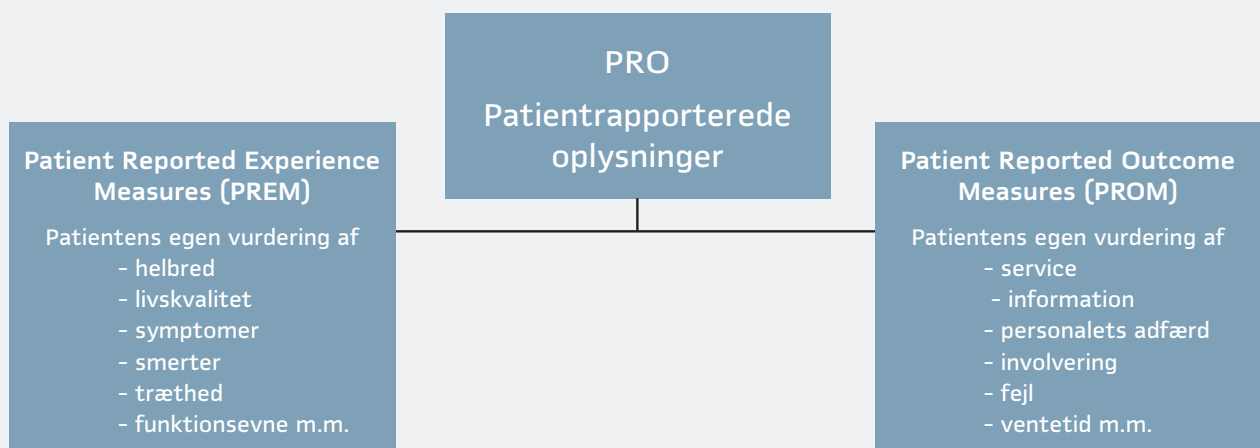 PRO
Patientrapporterede
oplysninger
Patient Reported Experience
Measures (PREM)
Patientens egen vurdering af
- helbred
- livskvalitet
- symptomer
- smerter
- træthed
- funktionsevne m.m.
Patient Reported Outcome
Measures (PROM)
Patientens egen vurdering af
- service
- information
- personalets adfærd
- involvering
- fejl
- ventetid m.m.